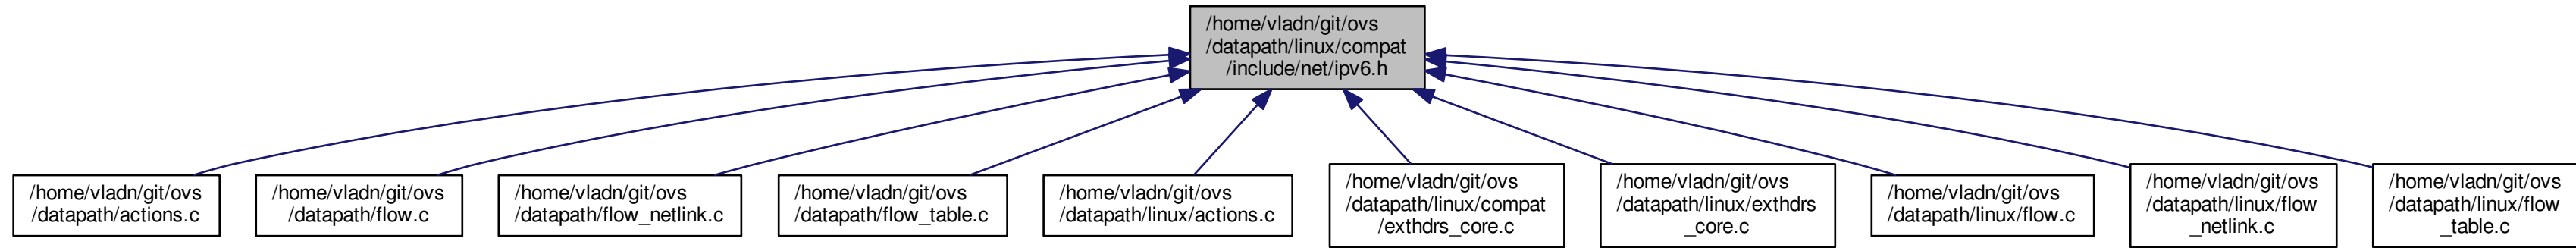 /home/vladn/git/ovs
/datapath/linux/compat
/include/net/ipv6.h
/home/vladn/git/ovs
/datapath/actions.c
/home/vladn/git/ovs
/datapath/flow.c
/home/vladn/git/ovs
/datapath/flow_netlink.c
/home/vladn/git/ovs
/datapath/flow_table.c
/home/vladn/git/ovs
/datapath/linux/actions.c
/home/vladn/git/ovs
/datapath/linux/compat
/exthdrs_core.c
/home/vladn/git/ovs
/datapath/linux/exthdrs
_core.c
/home/vladn/git/ovs
/datapath/linux/flow.c
/home/vladn/git/ovs
/datapath/linux/flow
_netlink.c
/home/vladn/git/ovs
/datapath/linux/flow
_table.c